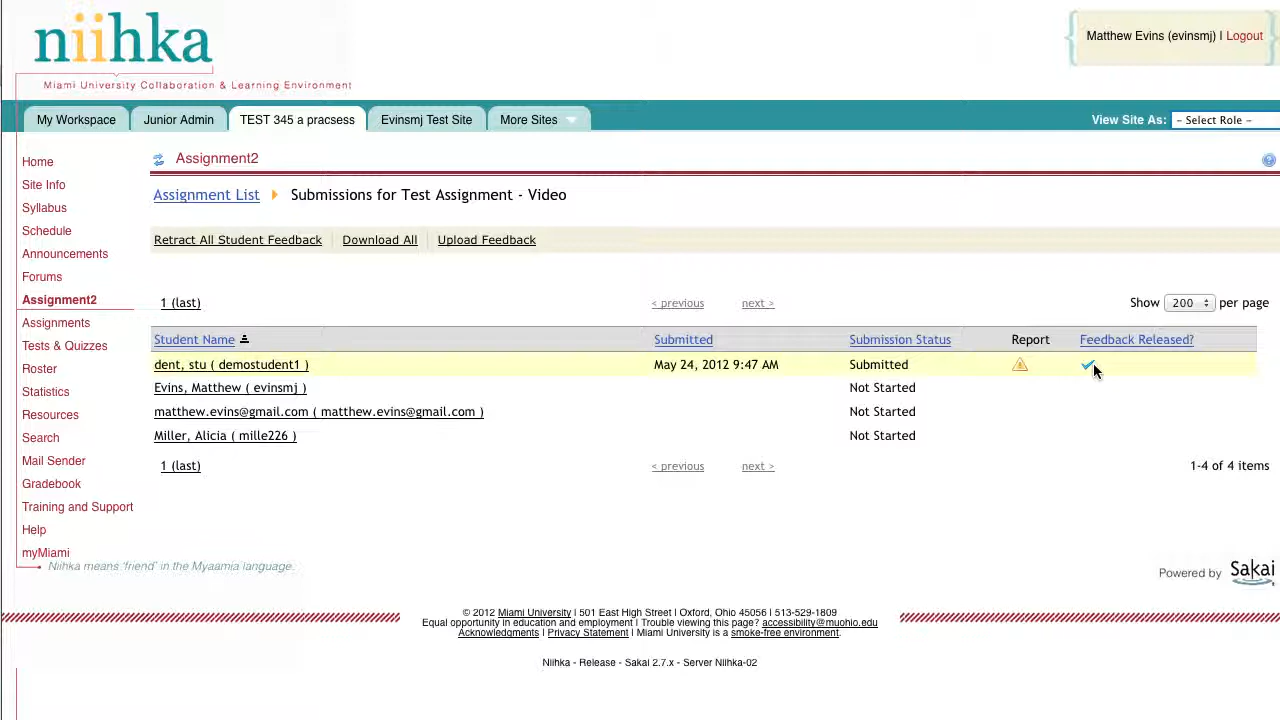 niihka
Miami University Collaboration & Learning Environment
Matthew Evins (evinsmj) | Logout
My Workspace Junior Admin TEST 345 a pracsess Evinsmj Test Site More Sites View Site As: - Select Role -
Home
Site Info
Syllabus
Schedule
Announcements
Forums
Assignment2
Assignments
Tests & Quizzes
Roster
Statistics
Resources
Search
Mail Sender
Gradebook
Training and Support
Help
myMiami
Niihka means 'friend' in the Myaamia language.
Assignment2
Assignment List Submissions for Test Assignment - Video
Retract All Student Feedback Download All Upload Feedback
1 (last) < previous next > Show 200 per page
Student Name Submitted Submission Status Report Feedback Released?
dent, stu ( demostudent1 ) May 24, 2012 9:47 AM Submitted
Evins, Matthew ( evinsmj ) Not Started
matthew.evins@gmail.com ( matthew.evins@gmail.com ) Not Started
Miller, Alicia ( mille226 ) Not Started
1 (last) < previous next > 1-4 of 4 items
Powered by Sakai
© 2012 Miami University | 501 East High Street | Oxford, Ohio 45056 | 513-529-1809
Equal opportunity in education and employment | Trouble viewing this page? accessibility@muohio.edu
Acknowledgments | Privacy Statement | Miami University is a smoke-free environment.
Niihka - Release - Sakai 2.7.x - Server Niihka-02